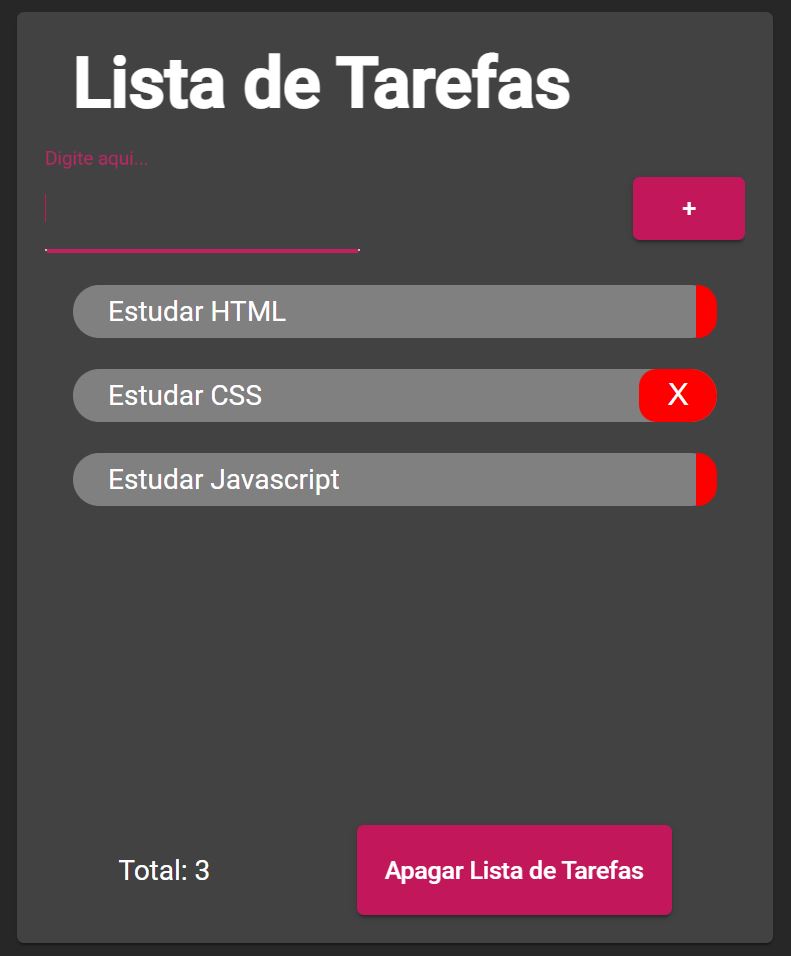 Lista de Tarefas
Digite aqui...
+
Estudar HTML
Estudar CSS
X
Estudar Javascript
Total: 3
Apagar Lista de Tarefas